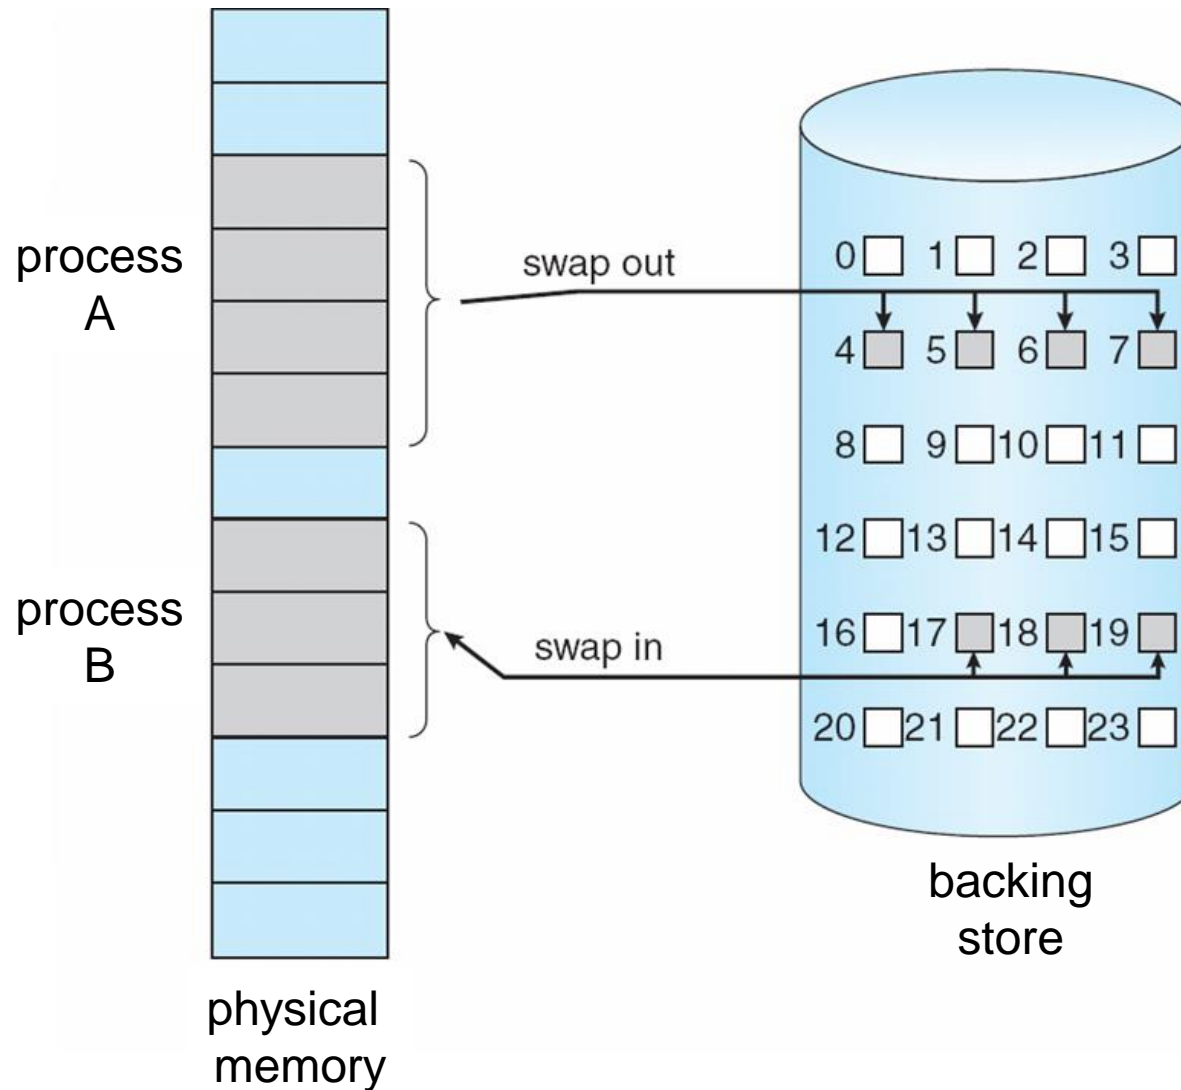 process
A
swap out
0 1 2 3
4 5 6 7
8 9 10 11
12 13 14 15
process
B
swap in
16 17 18 19
20 21 22 23
backing
store
physical
memory